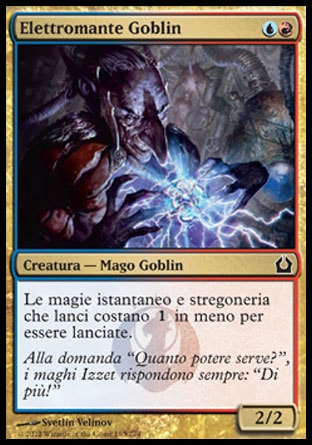 Elettromante Goblin
Creatura — Mago Goblin
Le magie istantaneo e stregoneria
che lanci costano 1 in meno per
essere lanciate.
Alla domanda “Quanto potere serve?”,
i maghi Izzet rispondono sempre: “Di
più!”
Svetlin Velinov
2/2